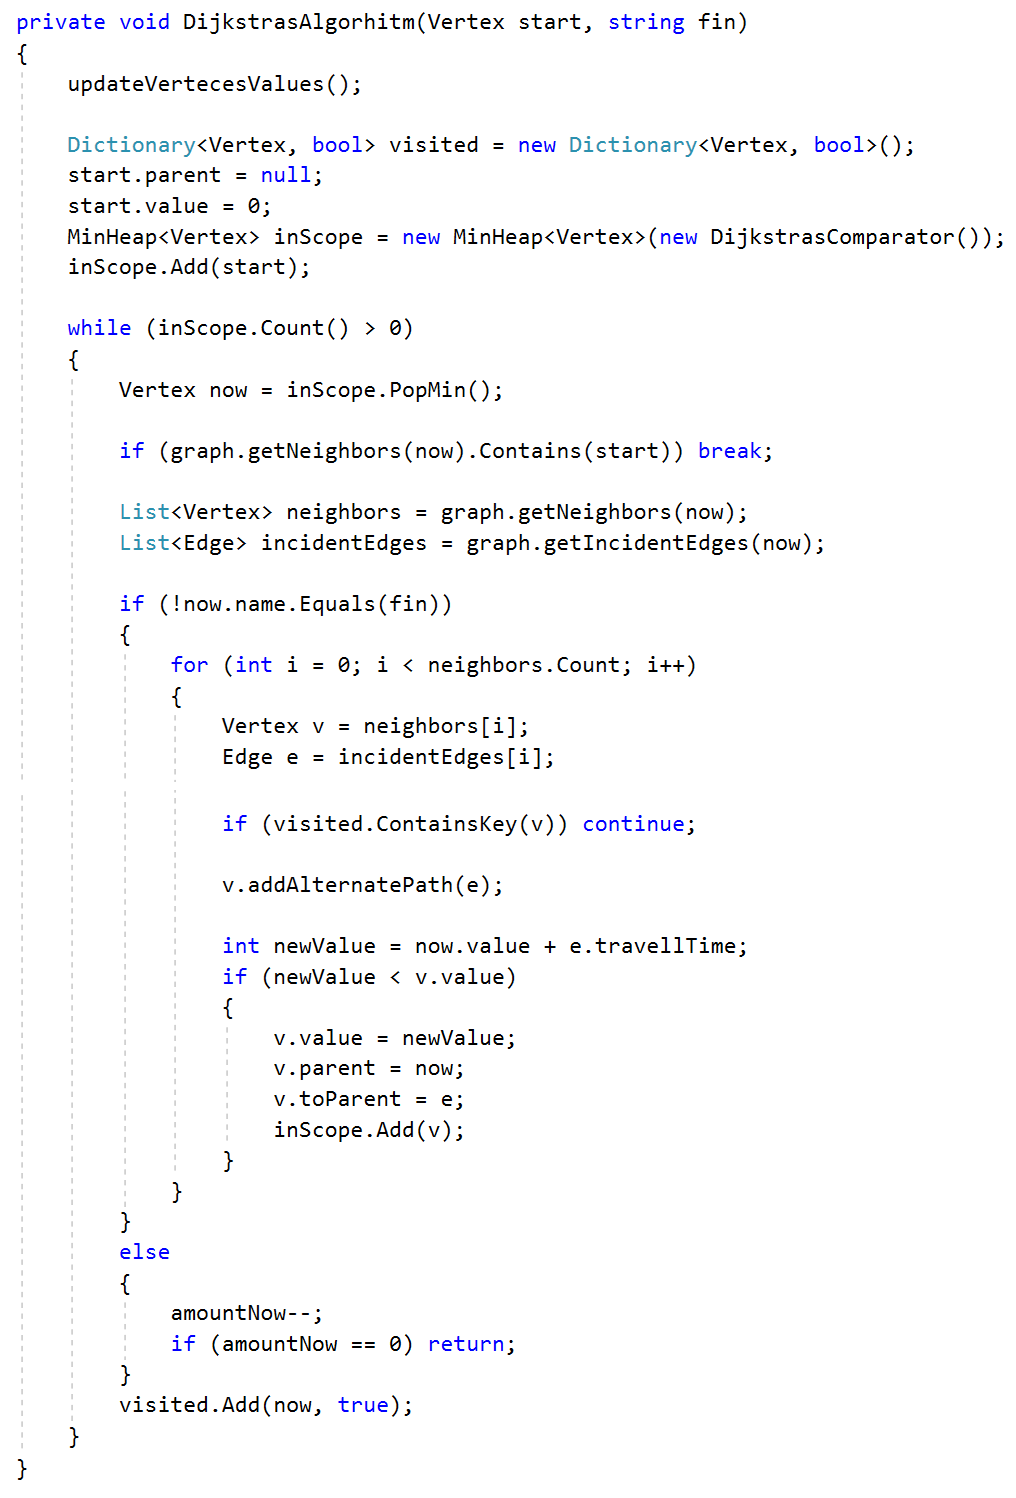 private void DijkstrasAlgorhitm(Vertex start, string fin)
{
    updateVertecesValues();

    Dictionary<Vertex, bool> visited = new Dictionary<Vertex, bool>();
    start.parent = null;
    start.value = 0;
    MinHeap<Vertex> inScope = new MinHeap<Vertex>(new DijkstrasComparator());
    inScope.Add(start);

    while (inScope.Count() > 0)
    {
        Vertex now = inScope.PopMin();

        if (graph.getNeighbors(now).Contains(start)) break;

        List<Vertex> neighbors = graph.getNeighbors(now);
        List<Edge> incidentEdges = graph.getIncidentEdges(now);

        if (!now.name.Equals(fin))
        {
            for (int i = 0; i < neighbors.Count; i++)
            {
                Vertex v = neighbors[i];
                Edge e = incidentEdges[i];

                if (visited.ContainsKey(v)) continue;

                v.addAlternatePath(e);

                int newValue = now.value + e.travellTime;
                if (newValue < v.value)
                {
                    v.value = newValue;
                    v.parent = now;
                    v.toParent = e;
                    inScope.Add(v);
                }
            }
        }
        else
        {
            amountNow--;
            if (amountNow == 0) return;
        }
        visited.Add(now, true);
    }
}